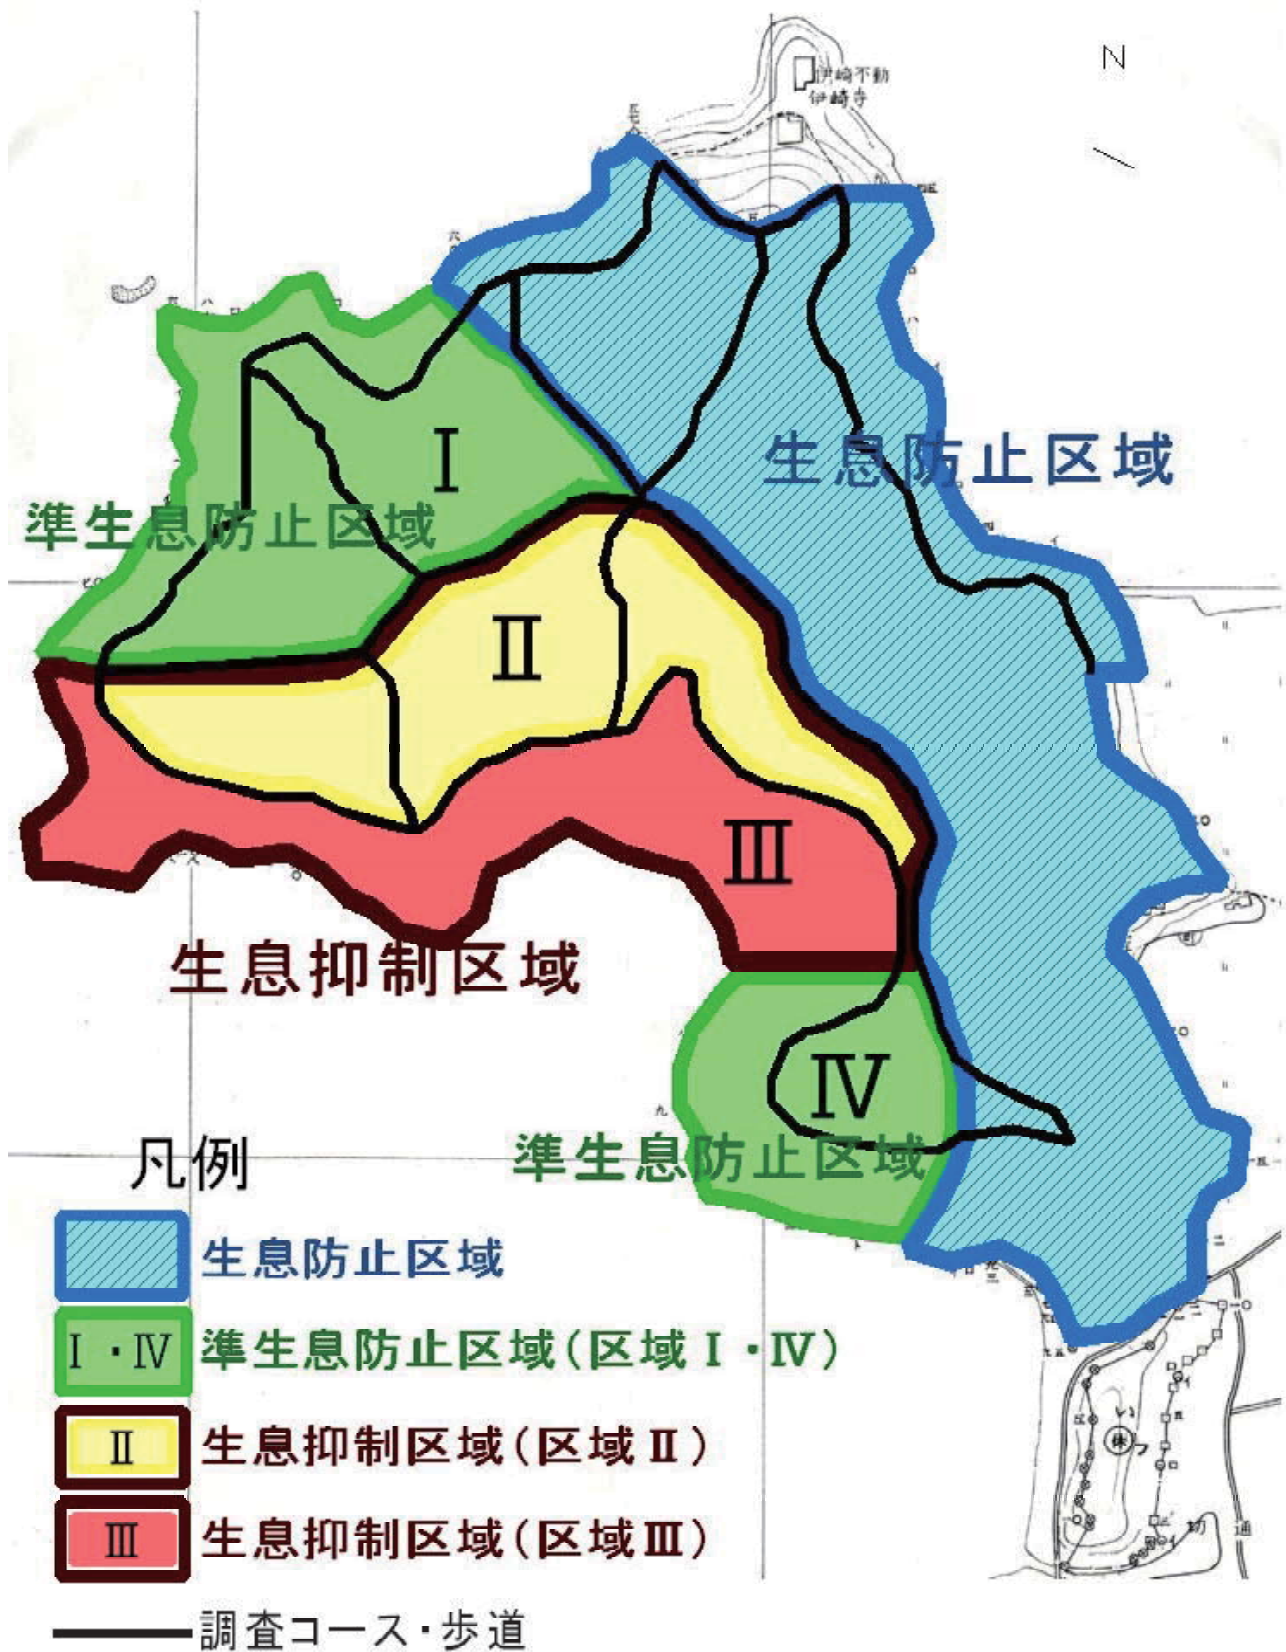 N
伊崎不動
伊崎寺
生息防止区域
I
準生息防止区域
II
III
生息抑制区域
IV
準生息防止区域
凡例
生息防止区域
I・IV 準生息防止区域(区域I・IV)
II 生息抑制区域(区域II)
III 生息抑制区域(区域III)
調査コース・歩道
切通